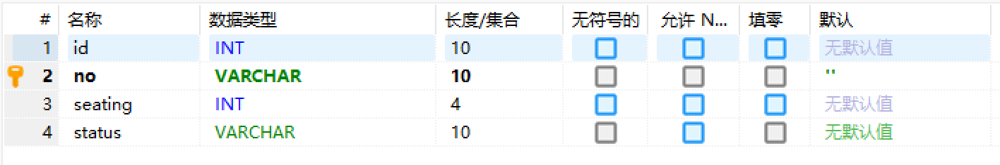 # 名称 数据类型 长度/集合 无符号的 允许 N... 填零 默认
1 id INT 10 无默认值
2 no VARCHAR 10 ''
3 seating INT 4 无默认值
4 status VARCHAR 10 无默认值